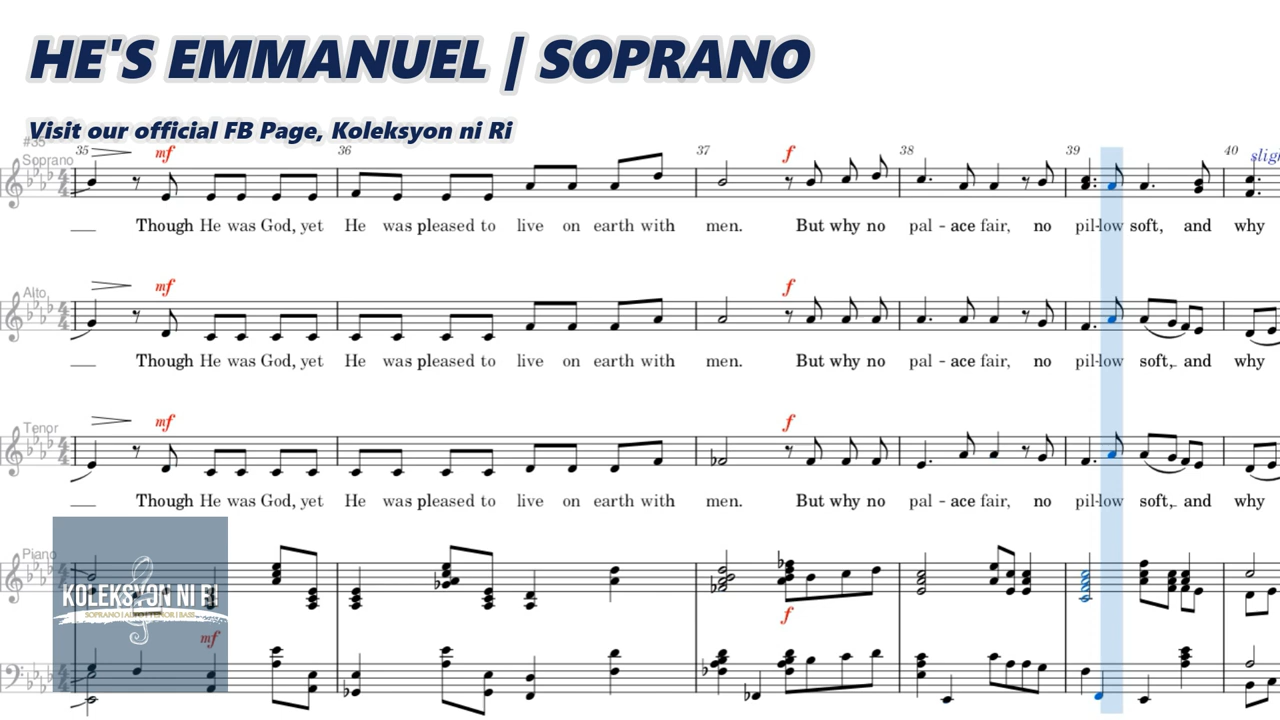 HE'S EMMANUEL | SOPRANO
Visit our official FB Page, Koleksyon ni Ri
#35
35 mf 36 37 f 38 39 40
Soprano
Though He was God, yet He was pleased to live on earth with men. But why no pal - ace fair, no pil-low soft, and why
Alto
mf f
Though He was God, yet He was pleased to live on earth with men. But why no pal - ace fair, no pil-low soft, and why
Tenor
mf f
Though He was God, yet He was pleased to live on earth with men. But why no pal - ace fair, no pil-low soft, and why
Piano
KOLEKSYON NI RI
SOPRANO | ALTO | TENOR | BASS
f
mf